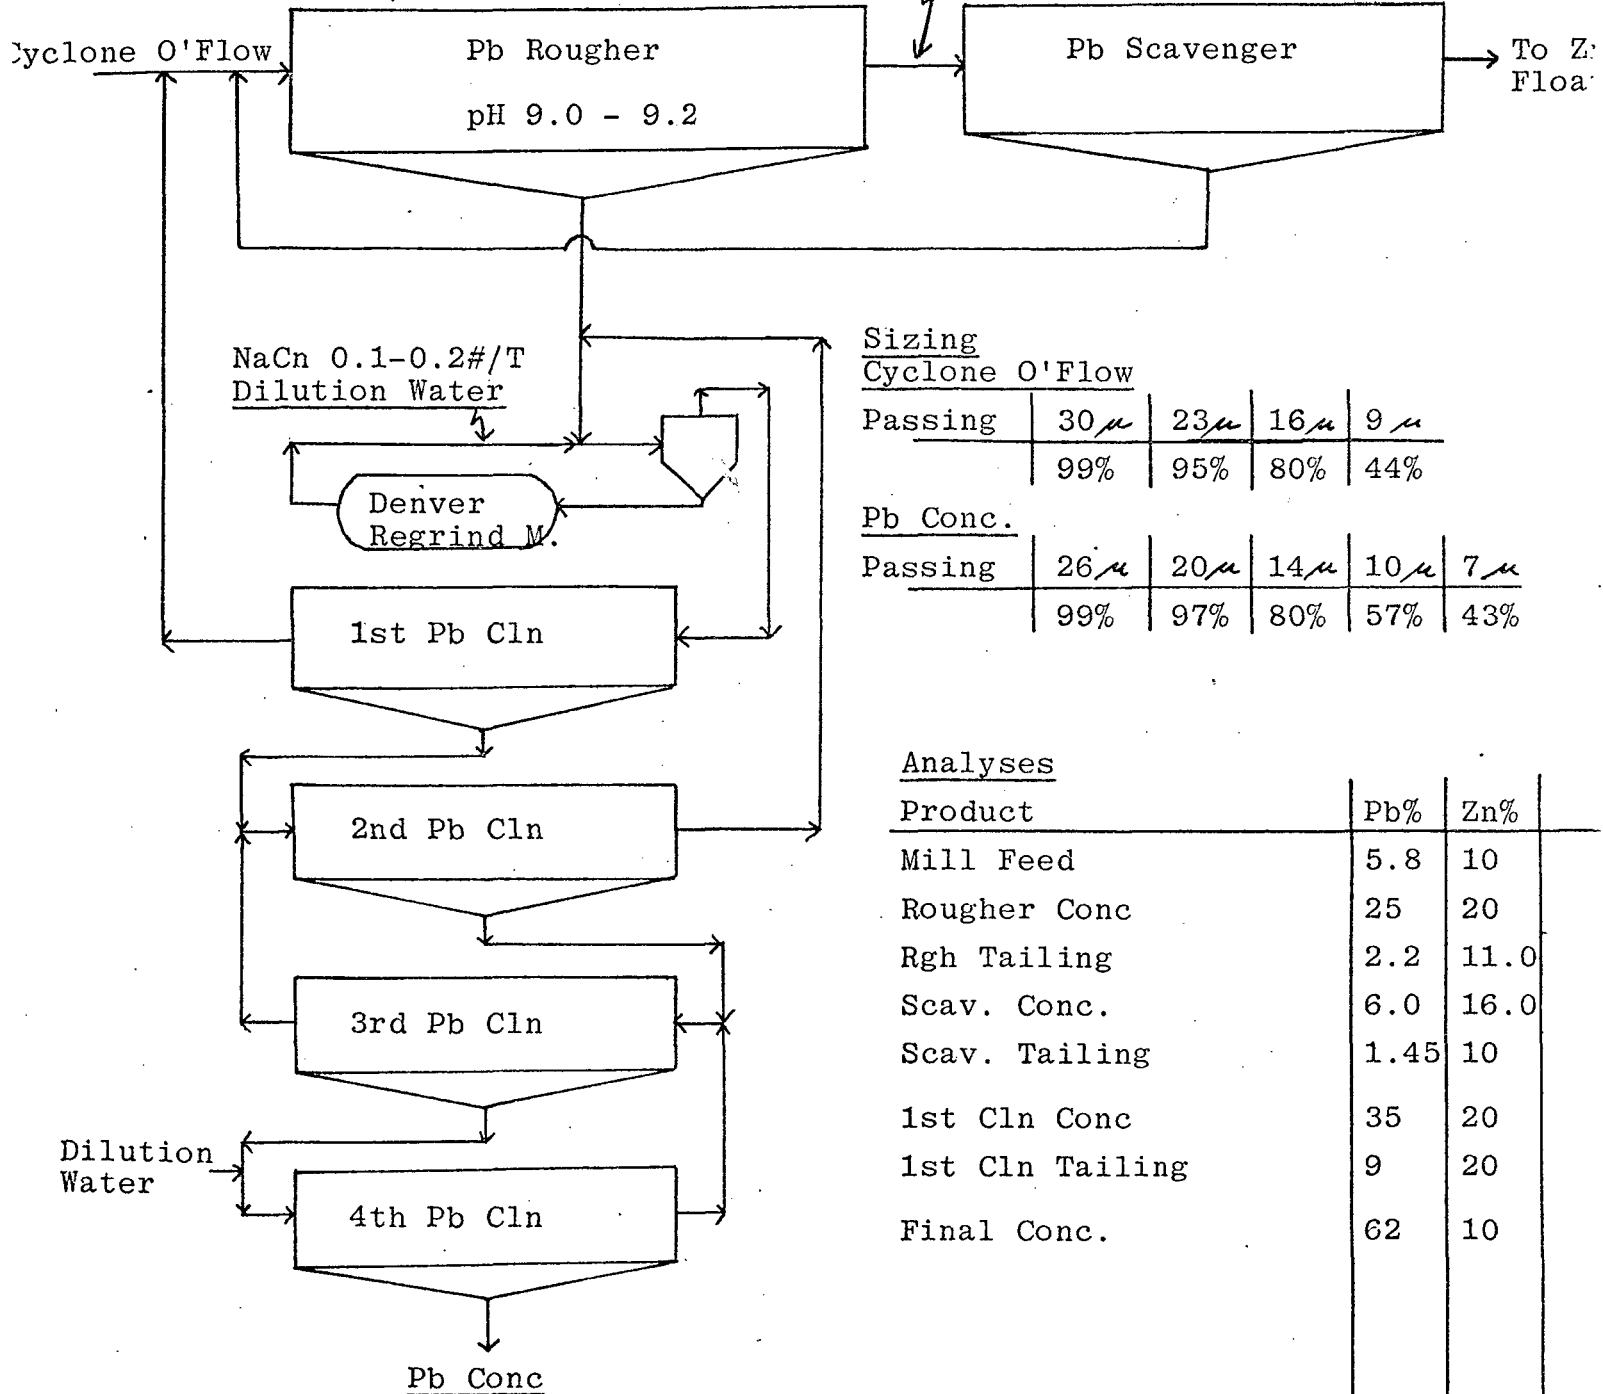 Cyclone O'Flow
Pb Rougher
pH 9.0 - 9.2
Pb Scavenger
To
NaCn 0.1-0.2#/T
Dilution Water
Denver
Regrind M.
1st Pb Cln
2nd Pb Cln
3rd Pb Cln
Dilution
Water
4th Pb Cln
Pb Conc
Sizing
Cyclone O'Flow
Passing 30μ 23μ 16μ 9μ
99% 95% 80% 44%
Pb Conc.
Passing 26μ 20μ 14μ 10μ 7μ
99% 97% 80% 57% 43%
Analyses
Product Pb% Zn%
Mill Feed 5.8 10
Rougher Conc 25 20
Rgh Tailing 2.2 11.0
Scav. Conc. 6.0 16.0
Scav. Tailing 1.45 10
1st Cln Conc 35 20
1st Cln Tailing 9 20
Final Conc. 62 10